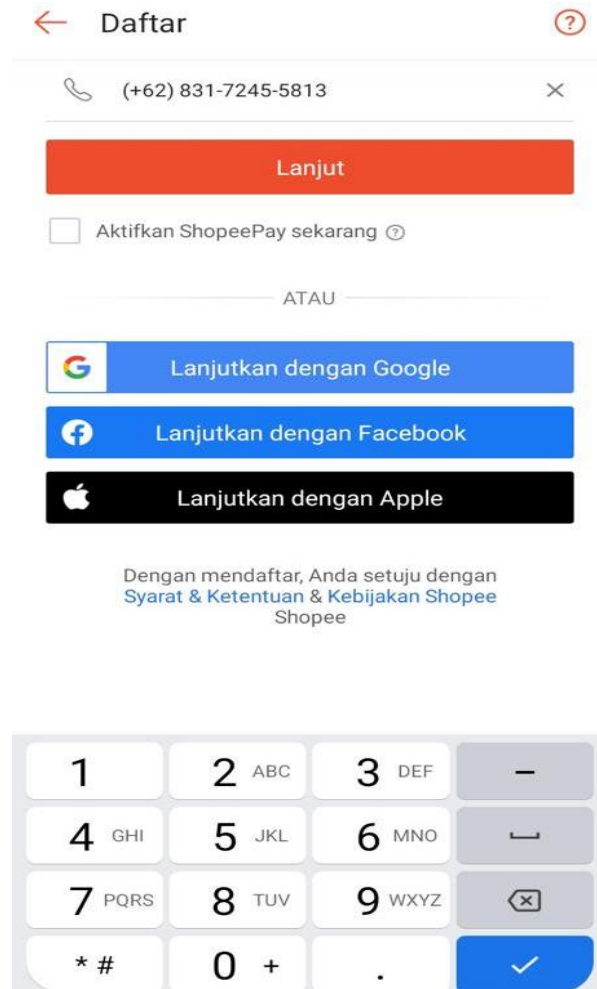 Daftar
(+62) 831-7245-5813
Lanjut
Aktifkan ShopeePay sekarang ?
ATAU
Lanjutkan dengan Google
Lanjutkan dengan Facebook
Lanjutkan dengan Apple
Dengan mendaftar, Anda setuju dengan
Syarat & Ketentuan & Kebijakan Shopee
Shopee
1 2 ABC 3 DEF –
4 GHI 5 JKL 6 MNO
7 PQRS 8 TUV 9 WXYZ
* # 0 + .